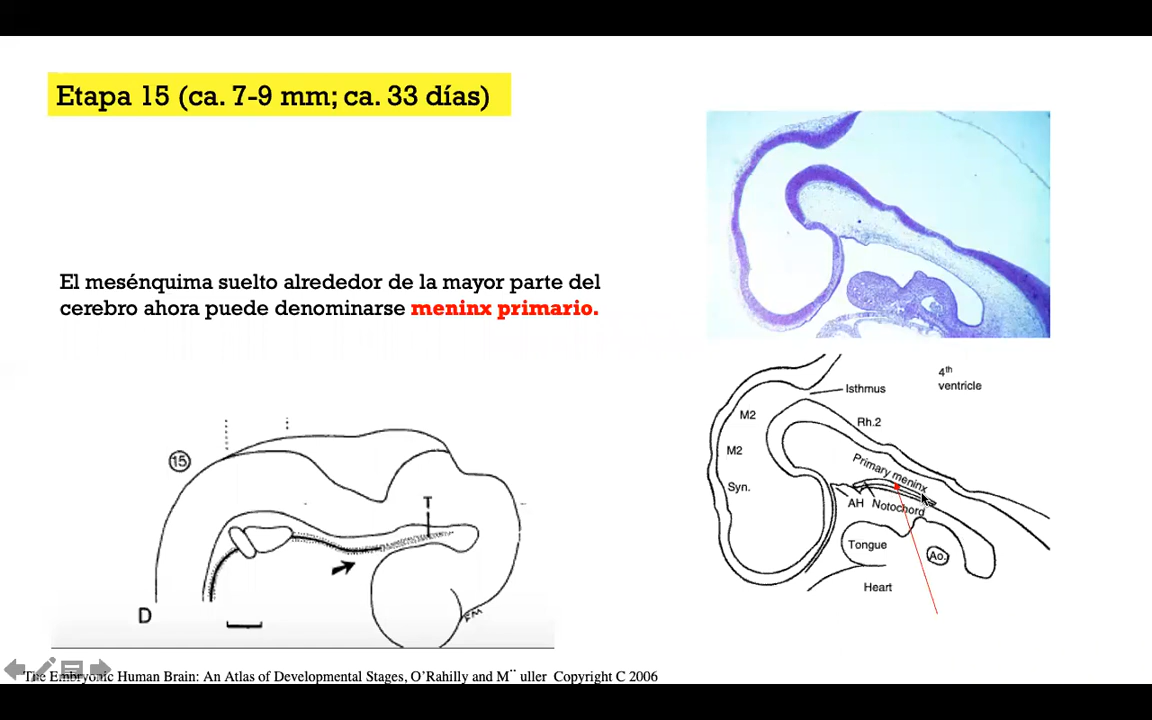 Etapa 15 (ca. 7-9 mm; ca. 33 días)
El mesénquima suelto alrededor de la mayor parte del
cerebro ahora puede denominarse meninx primario.
15
T
D
FM
4th
ventricle
Isthmus
M2
Rh.2
M2
Primary meninx
Syn.
AH
Notochord
Tongue
Ao.
Heart
The Embryonic Human Brain: An Atlas of Developmental Stages, O'Rahilly and M¨ uller Copyright C 2006